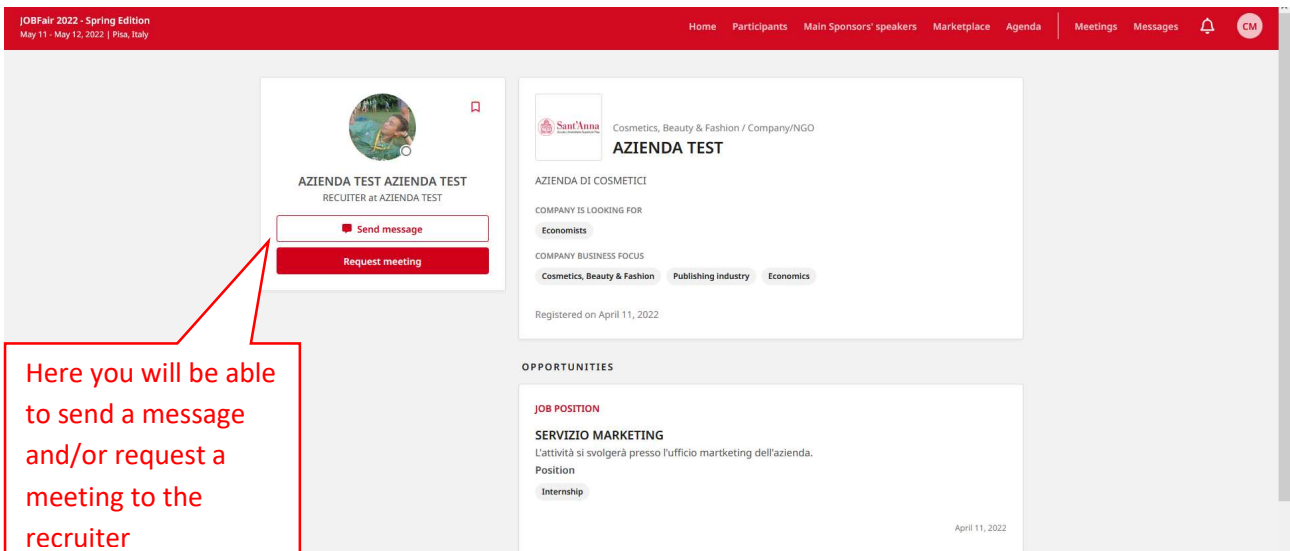 JOBFair 2022 - Spring Edition
May 11 - May 12, 2022 | Pisa, Italy
Home Participants Main Sponsors' speakers Marketplace Agenda Meetings Messages CM
AZIENDA TEST AZIENDA TEST
RECUITER at AZIENDA TEST
Send message
Request meeting
Here you will be able
to send a message
and/or request a
meeting to the
recruiter
Sant'Anna
Cosmetics, Beauty & Fashion / Company/NGO
AZIENDA TEST
AZIENDA DI COSMETICI
COMPANY IS LOOKING FOR
Economists
COMPANY BUSINESS FOCUS
Cosmetics, Beauty & Fashion Publishing industry Economics
Registered on April 11, 2022
OPPORTUNITIES
JOB POSITION
SERVIZIO MARKETING
L'attività si svolgerà presso l'ufficio martketing dell'azienda.
Position
Internship
April 11, 2022